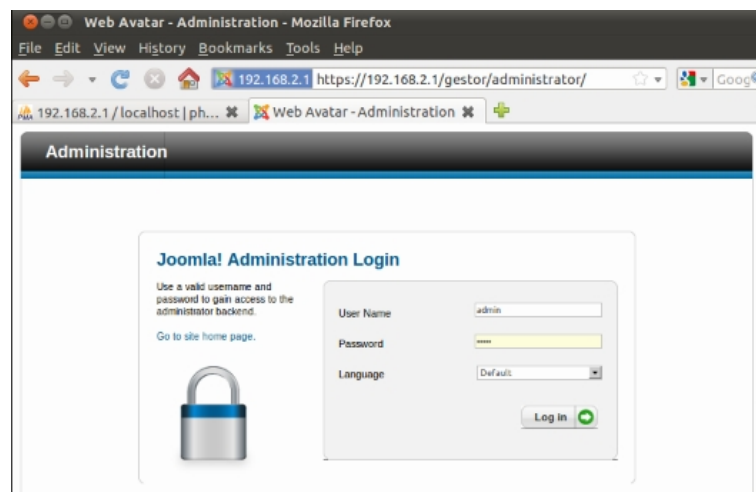 Web Avatar - Administration - Mozilla Firefox
File Edit View History Bookmarks Tools Help
192.168.2.1 https://192.168.2.1/gestor/administrator/ Goog
192.168.2.1 / localhost | ph... Web Avatar - Administration
Administration
Joomla! Administration Login
Use a valid username and
password to gain access to the
administrator backend.
Go to site home page.
User Name admin
Password •••••
Language Default
Log in